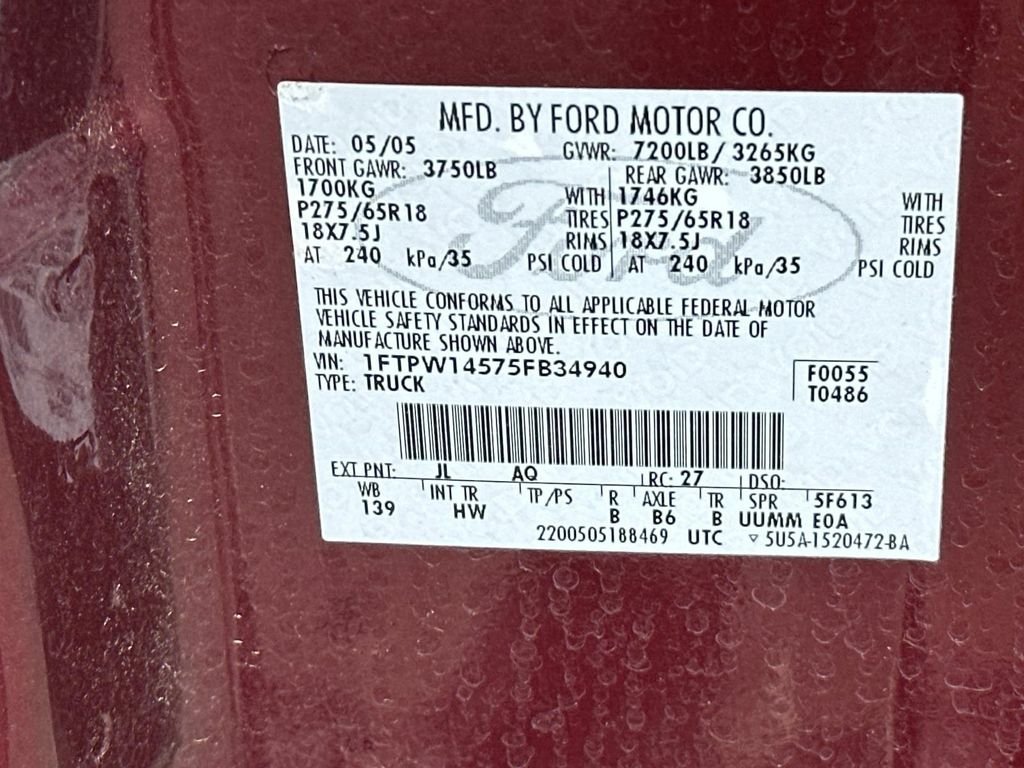 MFD. BY FORD MOTOR CO.
DATE: 05/05 GVWR: 7200LB / 3265KG
FRONT GAWR: 3750LB REAR GAWR: 3850LB
1700KG WITH 1746KG WITH
P275/65R18 TIRES P275/65R18 TIRES
18X7.5J RIMS 18X7.5J RIMS
AT 240 kPa/35 PSI COLD AT 240 kPa/35 PSI COLD
Ford
THIS VEHICLE CONFORMS TO ALL APPLICABLE FEDERAL MOTOR
VEHICLE SAFETY STANDARDS IN EFFECT ON THE DATE OF
MANUFACTURE SHOWN ABOVE.
VIN: 1FTPW14575FB34940
TYPE: TRUCK
F0055
T0486
EXT PNT: JL AQ RC: 27 DSO:
WB INT TR TP/PS R AXLE TR SPR 5F613
139 HW B B6 B UUMM EOA
2200505188469 UTC ▿ 5U5A-1520472-BA